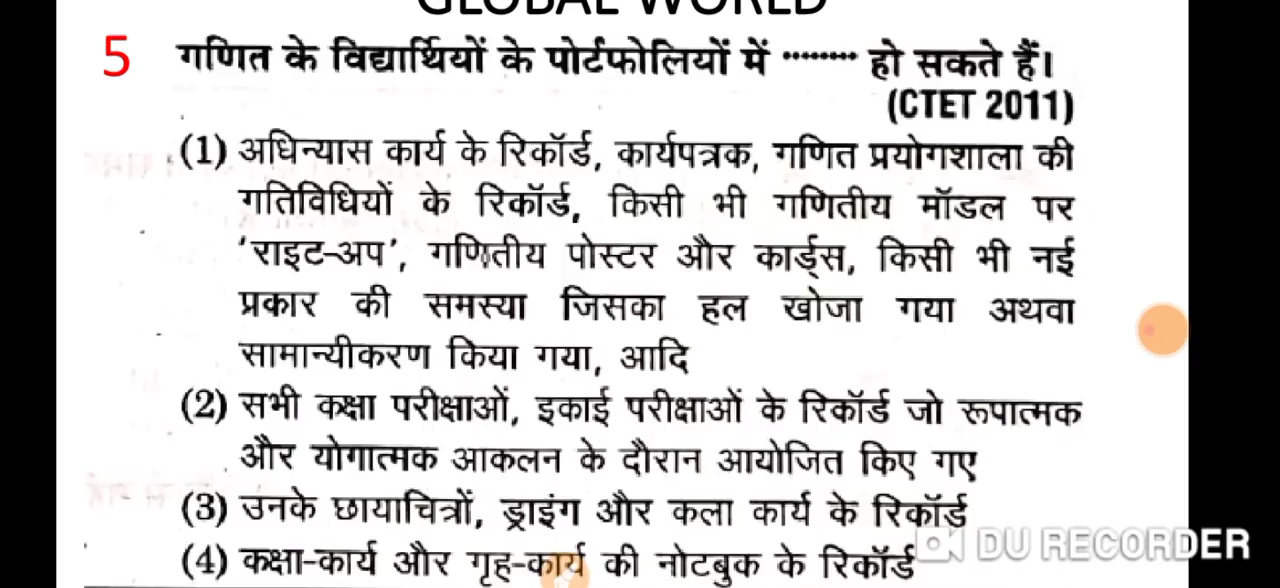 GLOBAL WORLD
5 गणित के विद्यार्थियों के पोर्टफोलियों में ········ हो सकते हैं।
(CTET 2011)
(1) अधिन्यास कार्य के रिकॉर्ड, कार्यपत्रक, गणित प्रयोगशाला की
गतिविधियों के रिकॉर्ड, किसी भी गणितीय मॉडल पर
‘राइट-अप’, गणितीय पोस्टर और कार्ड्स, किसी भी नई
प्रकार की समस्या जिसका हल खोजा गया अथवा
सामान्यीकरण किया गया, आदि
(2) सभी कक्षा परीक्षाओं, इकाई परीक्षाओं के रिकॉर्ड जो रूपात्मक
और योगात्मक आकलन के दौरान आयोजित किए गए
(3) उनके छायाचित्रों, ड्राइंग और कला कार्य के रिकॉर्ड
DU RECORDER
(4) कक्षा-कार्य और गृह-कार्य की नोटबुक के रिकॉर्ड